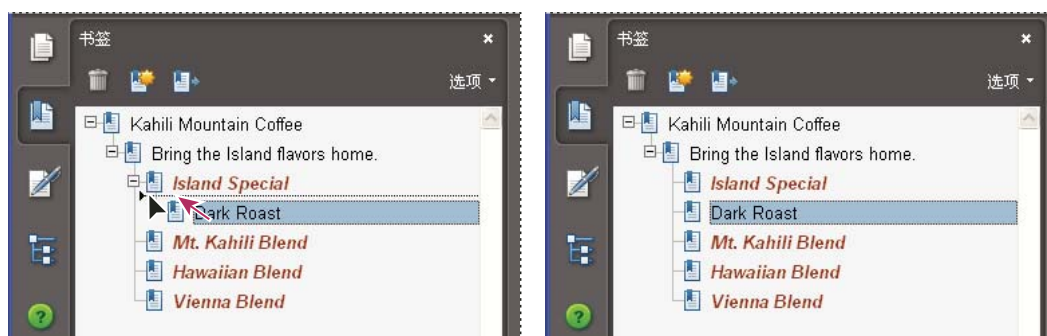 书签
选项
Kahili Mountain Coffee
Bring the Island flavors home.
Island Special
Dark Roast
Mt. Kahili Blend
Hawaiian Blend
Vienna Blend
书签
选项
Kahili Mountain Coffee
Bring the Island flavors home.
Island Special
Dark Roast
Mt. Kahili Blend
Hawaiian Blend
Vienna Blend